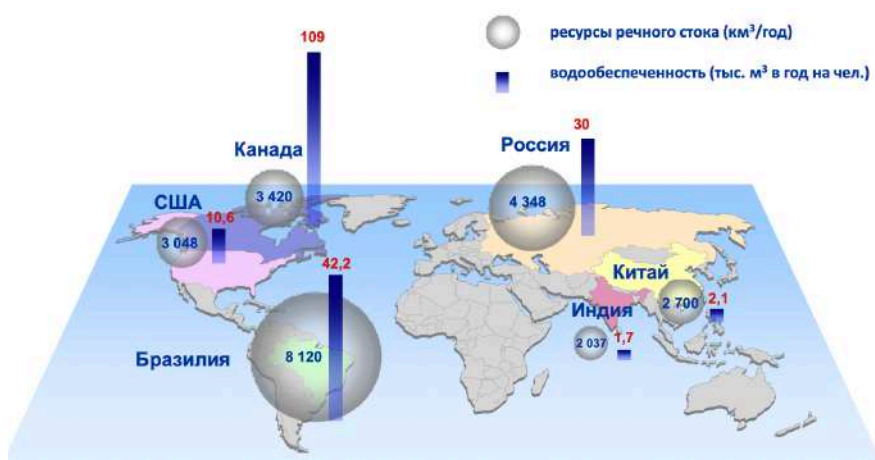 109
ресурсы речного стока (км³/год)
водообеспеченность (тыс. м³ в год на чел.)
30
Канада
Россия
3 420
4 348
США
10,6
3 048
42,2
Китай
2 700
2,1
Индия
2 037
1,7
Бразилия
8 120